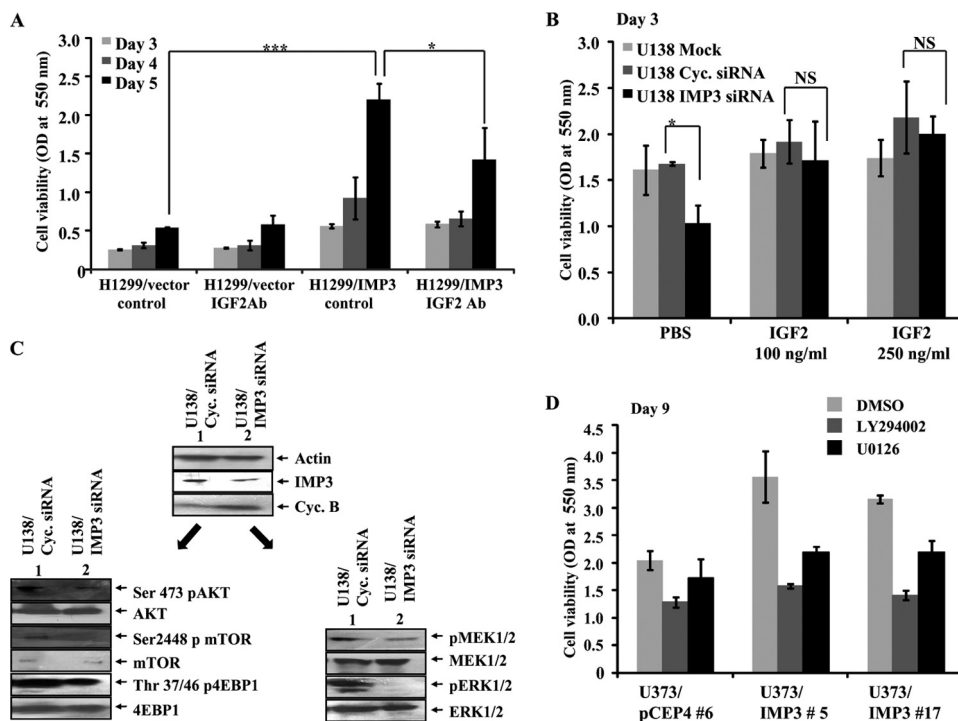 A
Cell viability (OD at 550 nm)
3.0
2.5
2.0
1.5
1.0
0.5
0
Day 3
Day 4
Day 5
***
*
H1299/vector
control
H1299/vector
IGF2Ab
H1299/IMP3
control
H1299/IMP3
IGF2 Ab
B
Day 3
Cell viability (OD at 550 nm)
3.0
2.5
2.0
1.5
1.0
0.5
0.0
U138 Mock
U138 Cyc. siRNA
U138 IMP3 siRNA
*
NS
NS
PBS
IGF2
100 ng/ml
IGF2
250 ng/ml
C
U138/
Cyc. siRNA
1
U138/
IMP3 siRNA
2
Actin
IMP3
Cyc. B
U138/
Cyc. siRNA
1
U138/
IMP3 siRNA
2
Ser 473 pAKT
AKT
Ser2448 p mTOR
mTOR
Thr 37/46 p4EBP1
4EBP1
U138/
Cyc. siRNA
1
U138/
IMP3 siRNA
2
pMEK1/2
MEK1/2
pERK1/2
ERK1/2
D
Day 9
Cell viability (OD at 550 nm)
4.5
4.0
3.5
3.0
2.5
2.0
1.5
1.0
0.5
0.0
DMSO
LY294002
U0126
U373/
pCEP4 #6
U373/
IMP3 # 5
U373/
IMP3 #17